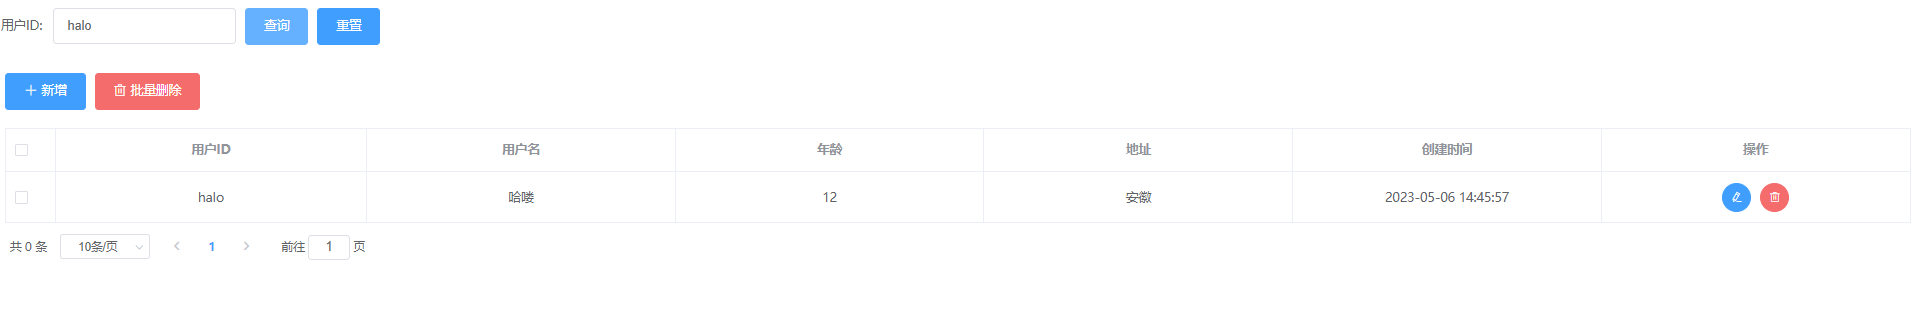 用户ID: halo 查询 重置
新增 批量删除
用户ID 用户名 年龄 地址 创建时间 操作
halo 哈喽 12 安徽 2023-05-06 14:45:57
共 0 条 10条/页 1 前往 1 页